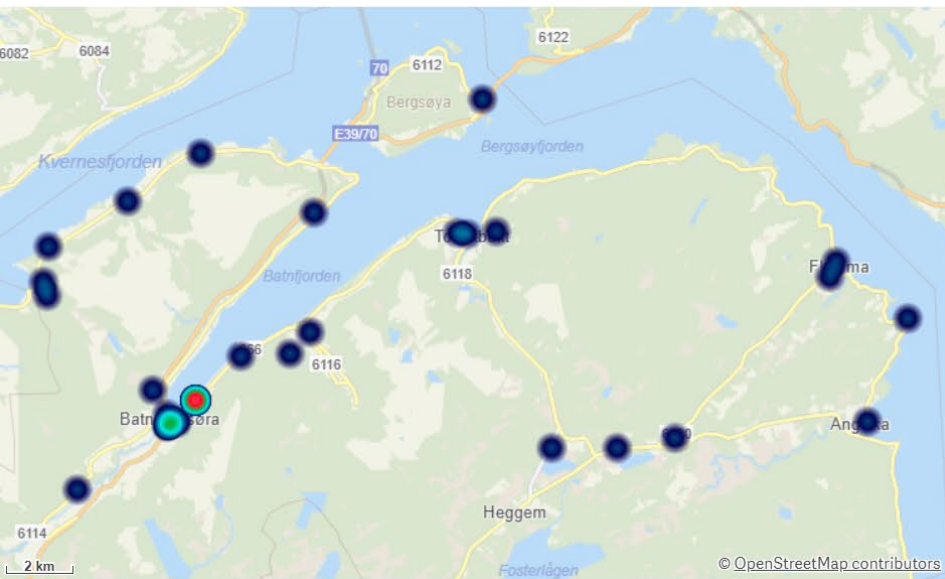 6122
6082
6084
70
6112
Bergsøya
E39/70
Bergsøyfjorden
Kvernesfjorden
Batnfjorden
6118
6116
Heggem
6114
2 km
Fosterlågen
© OpenStreetMap contributors